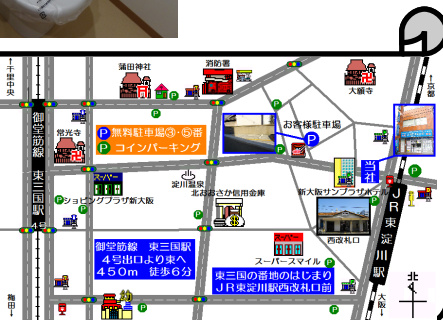 ↑千里中央
蒲田神社
消防署
大願寺
↑京都
御堂筋線 東三国駅
常光寺
P 無料駐車場③・⑤番
P コインパーキング
お客様駐車場
当社
スーパー
淀川温泉
ショッピングプラザ新大阪
北おおさか信用金庫
新大阪サンプラザホテル
4号
西改札口
JR東淀川駅
御堂筋線 東三国駅
4号出口より東へ
450m 徒歩6分
スーパー
スーパースマイル
東三国の番地のはじまり
JR東淀川駅西改札口前
北
梅田↓
大阪↓